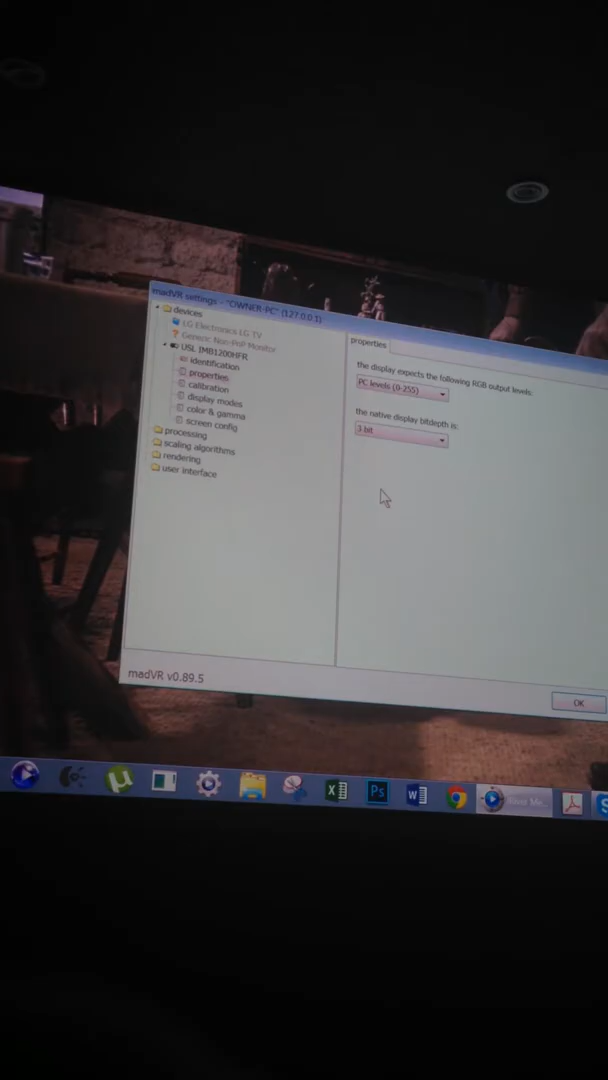 madVR settings - "OWNER-PC" (127.0.0.1)
devices
LG Electronics LG TV
Generic Non-PnP Monitor
USL IMB1200HFR
identification
properties
calibration
display modes
color & gamma
screen config
processing
scaling algorithms
rendering
user interface
properties
the display expects the following RGB output levels:
PC levels (0-255)
the native display bitdepth is:
3 bit
madVR v0.89.5
OK
X
Ps
W